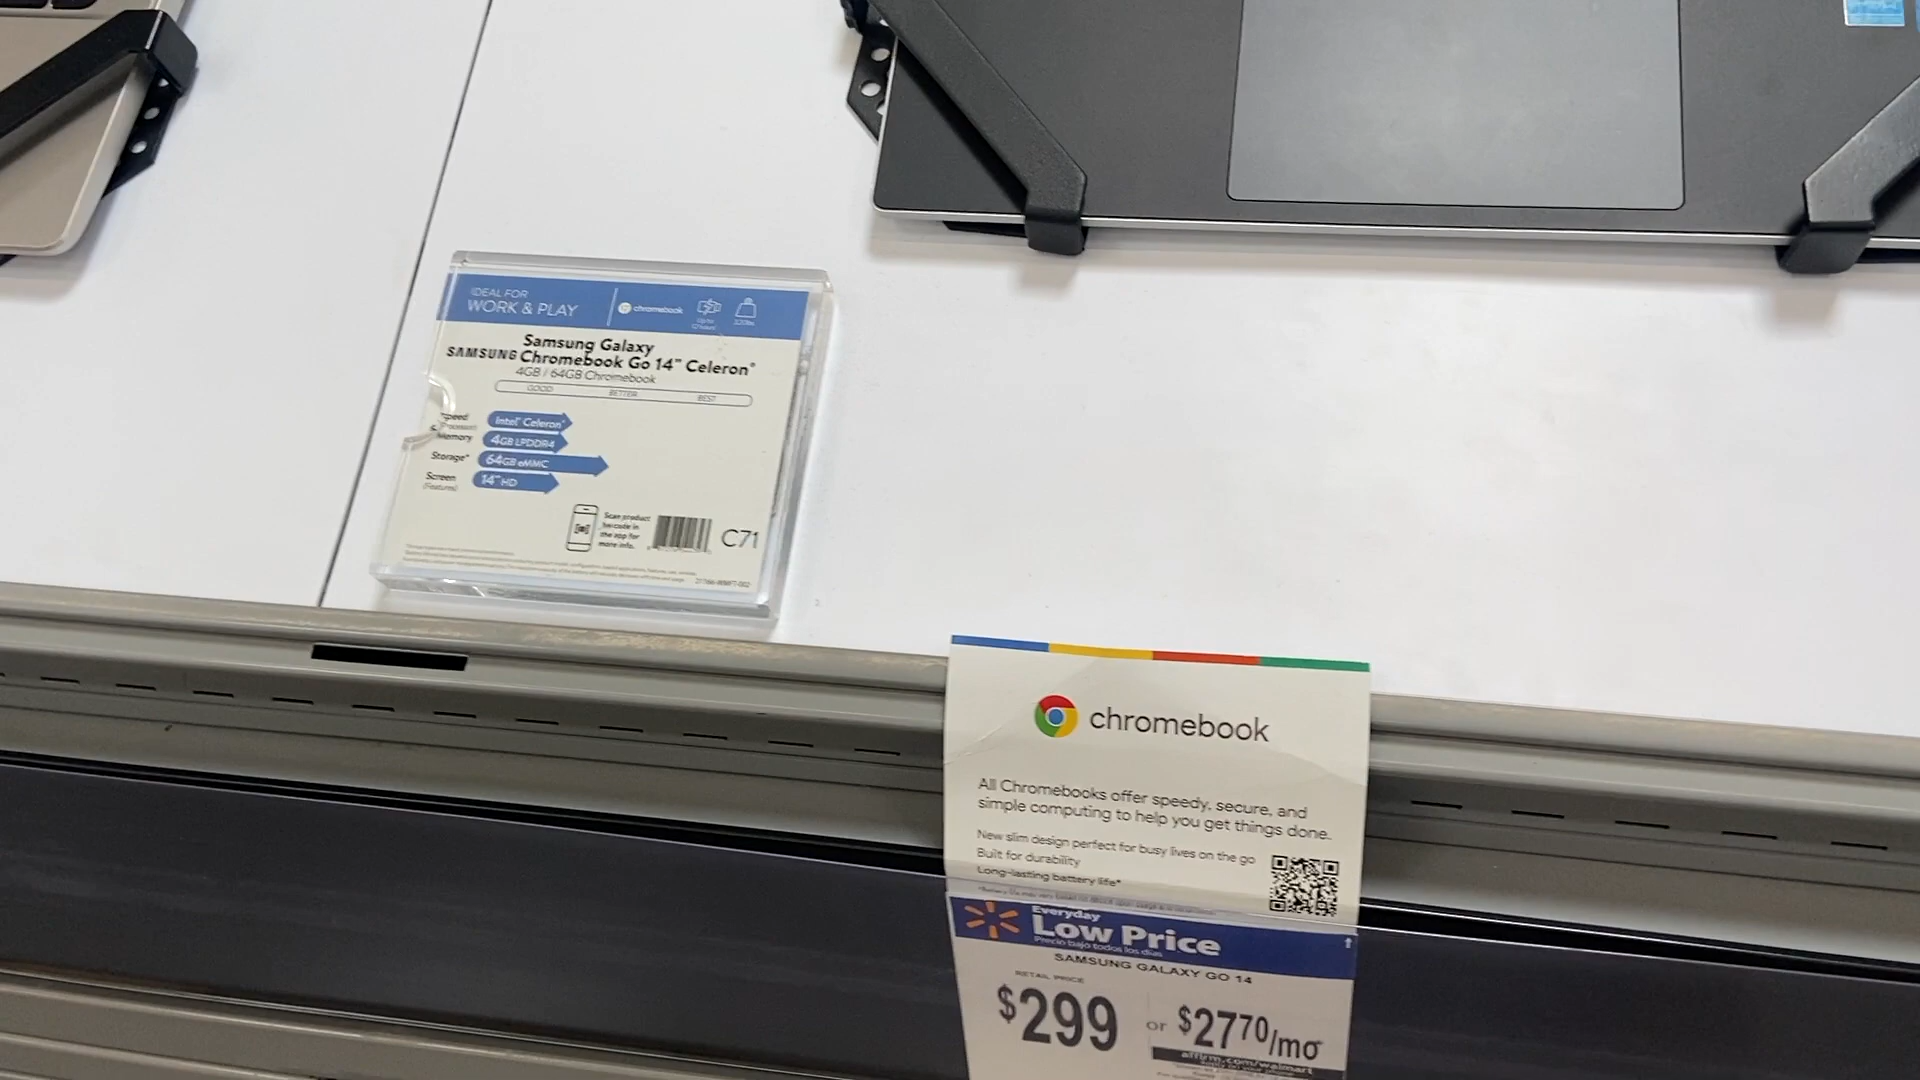 IDEAL FOR
WORK & PLAY
chromebook
Samsung Galaxy
SAMSUNG Chromebook Go 14" Celeron®
4GB / 64GB Chromebook
GOOD BETTER BEST
Speed
(Processor)
Intel® Celeron®
& Memory
4GB LPDDR4
Storage*
64GB eMMC
Screen
(Features)
14" HD
Scan product
barcode in
the app for
more info.
C71
chromebook
All Chromebooks offer speedy, secure, and
simple computing to help you get things done.
New slim design perfect for busy lives on the go
Built for durability
Long-lasting battery life*
Everyday
Low Price
Precio bajo todos los días
SAMSUNG GALAXY GO 14
RETAIL PRICE
$299 or $27 70/mo
affirm.com/walmart